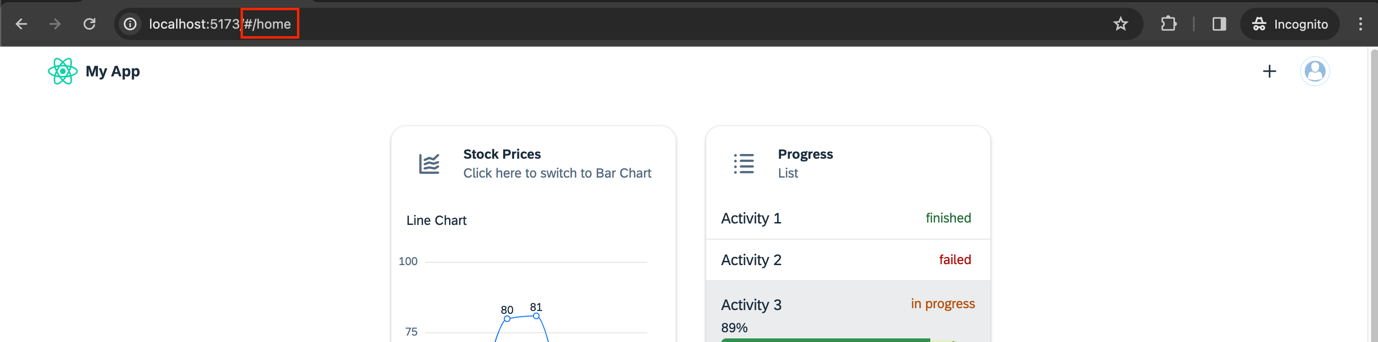 localhost:5173/#/home
Incognito
My App
Stock Prices
Click here to switch to Bar Chart
Line Chart
100
80
81
75
Progress
List
Activity 1 finished
Activity 2 failed
Activity 3 in progress
89%